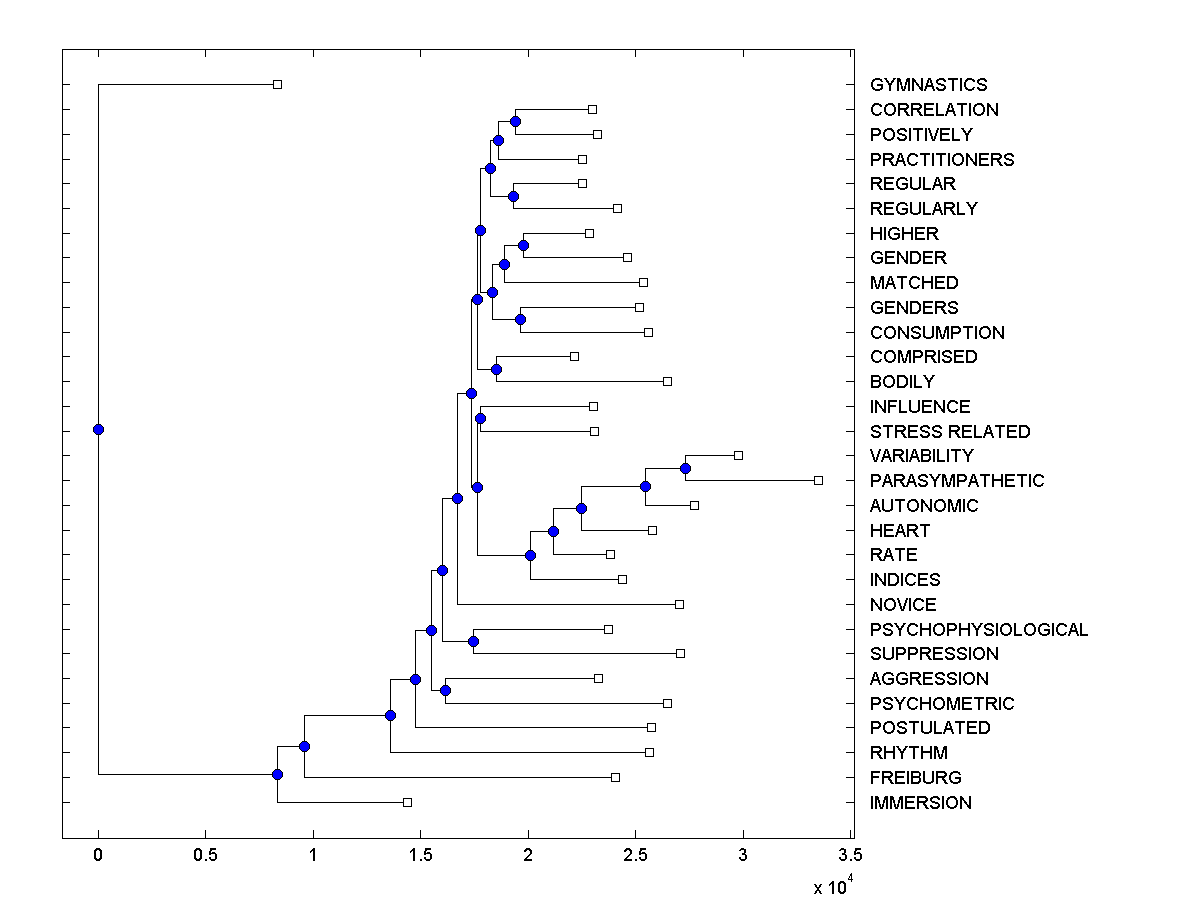 GYMNASTICS
CORRELATION
POSITIVELY
PRACTITIONERS
REGULAR
REGULARLY
HIGHER
GENDER
MATCHED
GENDERS
CONSUMPTION
COMPRISED
BODILY
INFLUENCE
STRESS RELATED
VARIABILITY
PARASYMPATHETIC
AUTONOMIC
HEART
RATE
INDICES
NOVICE
PSYCHOPHYSIOLOGICAL
SUPPRESSION
AGGRESSION
PSYCHOMETRIC
POSTULATED
RHYTHM
FREIBURG
IMMERSION
0 0.5 1 1.5 2 2.5 3 3.5
x 10^4